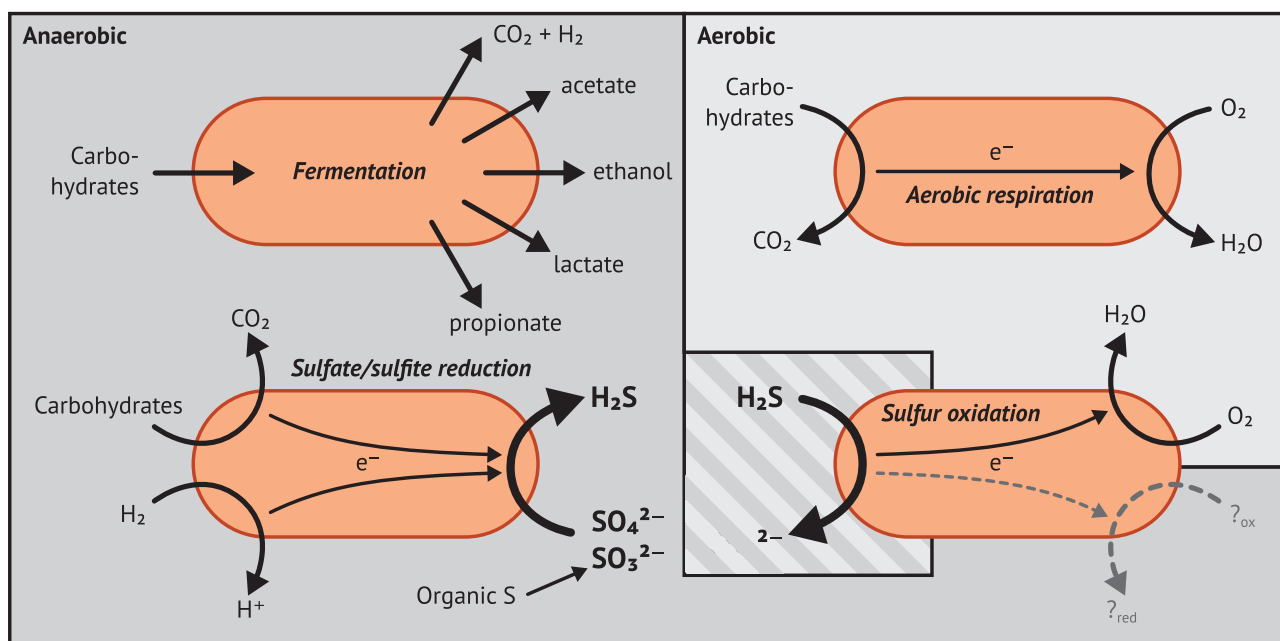 Anaerobic
CO₂ + H₂
acetate
Carbo-
hydrates
Fermentation
ethanol
lactate
propionate
CO₂
Sulfate/sulfite reduction
Carbohydrates
H₂S
e⁻
H₂
SO₄²⁻
SO₃²⁻
Organic S
H⁺
Aerobic
Carbo-
hydrates
O₂
e⁻
Aerobic respiration
CO₂
H₂O
H₂O
H₂S
Sulfur oxidation
O₂
e⁻
²⁻
?ox
?red